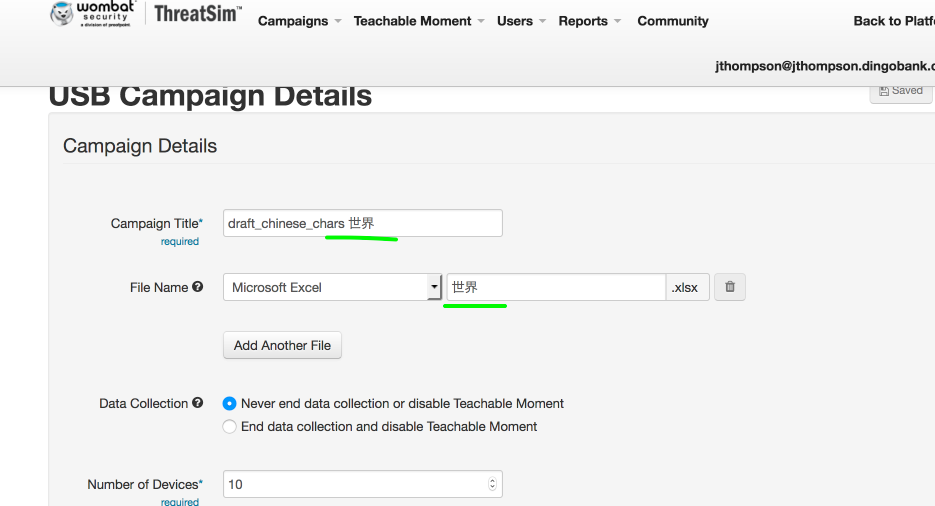 wombat
security
a division of proofpoint
ThreatSim™
Campaigns Teachable Moment Users Reports Community Back to Platf
jthompson@jthompson.dingobank.c
USB Campaign Details
Saved
Campaign Details
Campaign Title*
required
draft_chinese_chars 世界
File Name
Microsoft Excel
世界
.xlsx
Add Another File
Data Collection
Never end data collection or disable Teachable Moment
End data collection and disable Teachable Moment
Number of Devices*
required
10